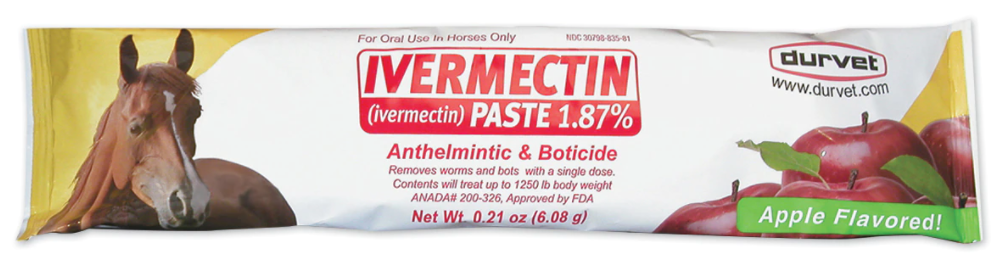 For Oral Use In Horses Only
NDC 30798-835-81
IVERMECTIN
(ivermectin) PASTE 1.87%
Anthelmintic & Boticide
Removes worms and bots with a single dose.
Contents will treat up to 1250 lb body weight
ANADA# 200-326, Approved by FDA
Net Wt. 0.21 oz (6.08 g)
durvet
www.durvet.com
Apple Flavored!